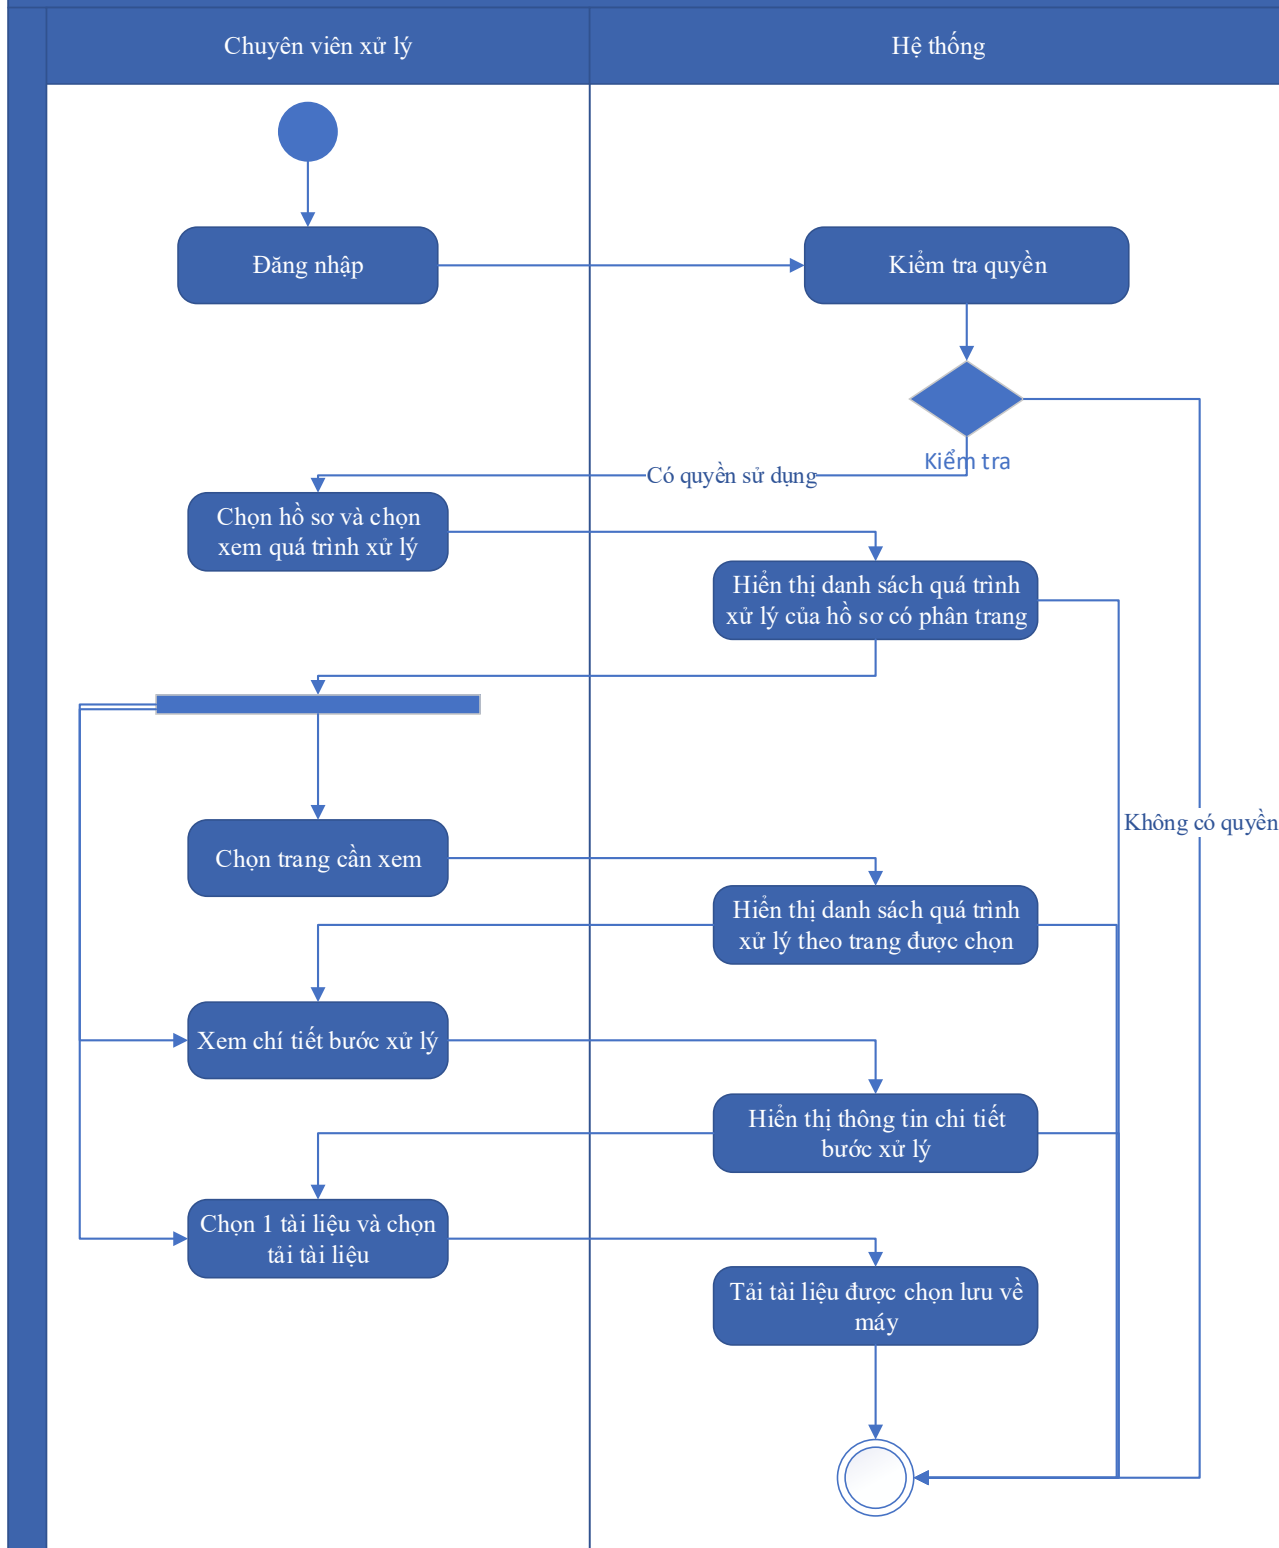 Chuyên viên xử lý
Hệ thống
Đăng nhập
Kiểm tra quyền
Kiểm tra
Có quyền sử dụng
Chọn hồ sơ và chọn
xem quá trình xử lý
Hiển thị danh sách quá trình
xử lý của hồ sơ có phân trang
Không có quyền
Chọn trang cần xem
Hiển thị danh sách quá trình
xử lý theo trang được chọn
Xem chí tiết bước xử lý
Hiển thị thông tin chi tiết
bước xử lý
Chọn 1 tài liệu và chọn
tải tài liệu
Tải tài liệu được chọn lưu về
máy